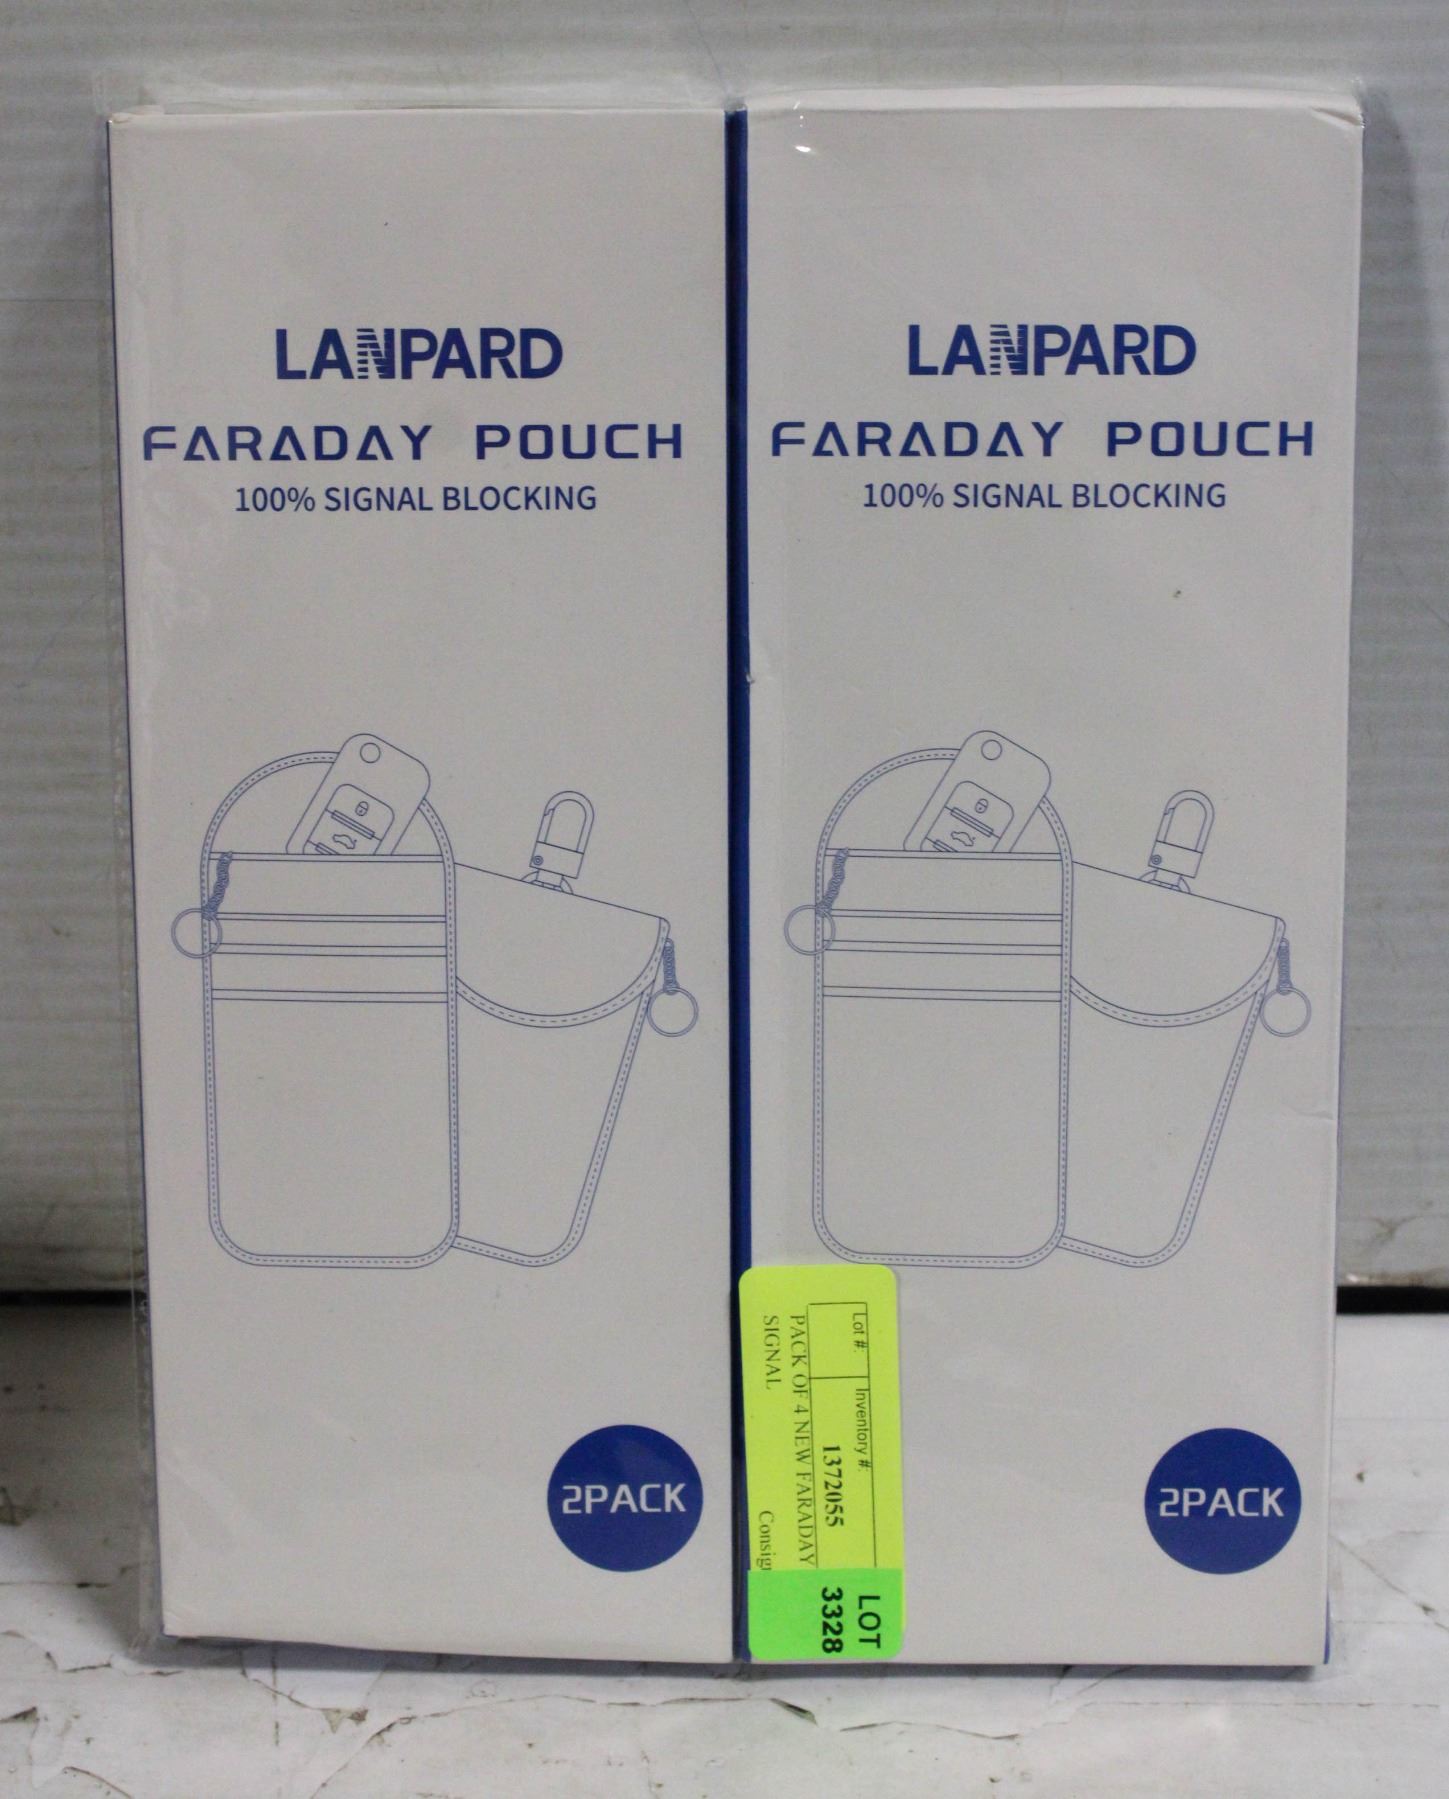 LANPARD
FARADAY POUCH
100% SIGNAL BLOCKING
2PACK
LANPARD
FARADAY POUCH
100% SIGNAL BLOCKING
2PACK
Lot #: Inventory #:
1372055
PACK OF 4 NEW FARADAY
SIGNAL
LOT
3328